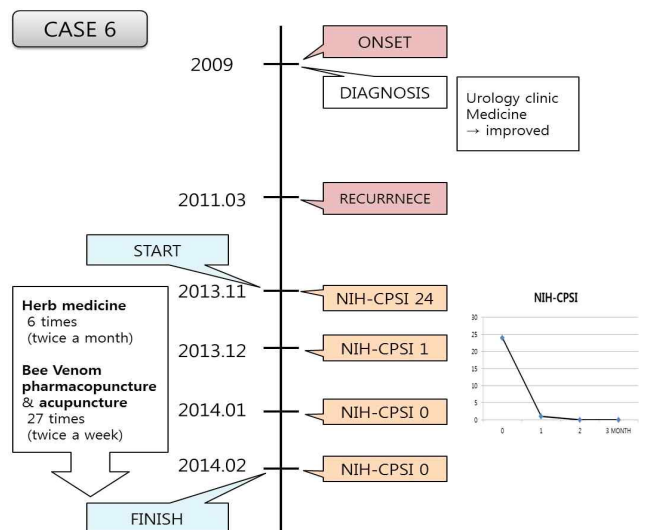 CASE 6
ONSET
2009
DIAGNOSIS
Urology clinic
Medicine
→ improved
2011.03
RECURRNECE
START
2013.11
NIH-CPSI 24
Herb medicine
6 times
(twice a month)
Bee Venom
pharmacopuncture
& acupuncture
27 times
(twice a week)
2013.12
NIH-CPSI 1
2014.01
NIH-CPSI 0
2014.02
NIH-CPSI 0
FINISH
NIH-CPSI
30
25
20
15
10
5
0
0 1 2 3 MONTH